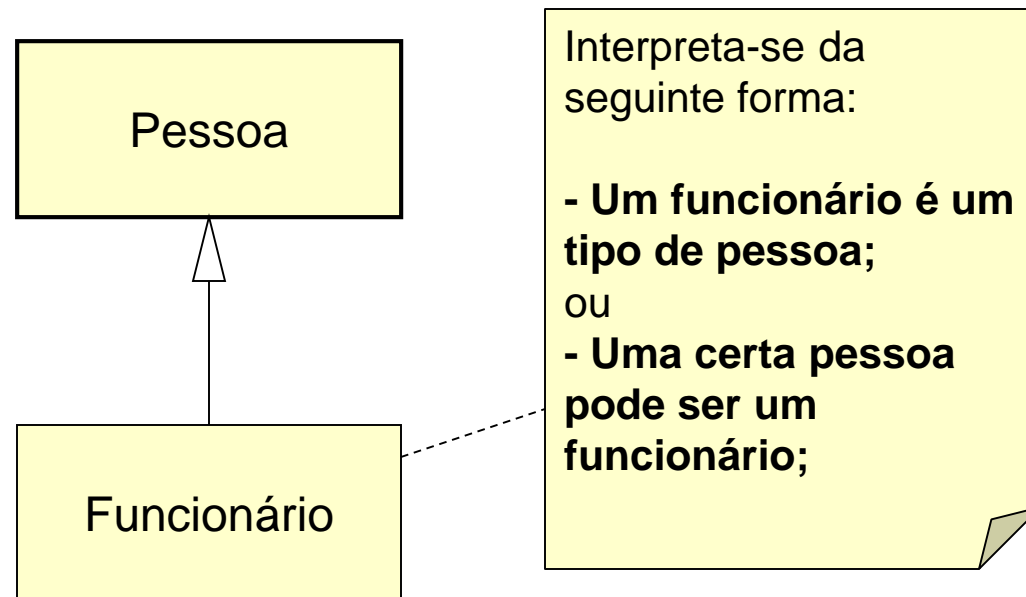 Pessoa
Funcionário
Interpreta-se da
seguinte forma:
- Um funcionário é um
tipo de pessoa;
ou
- Uma certa pessoa
pode ser um
funcionário;